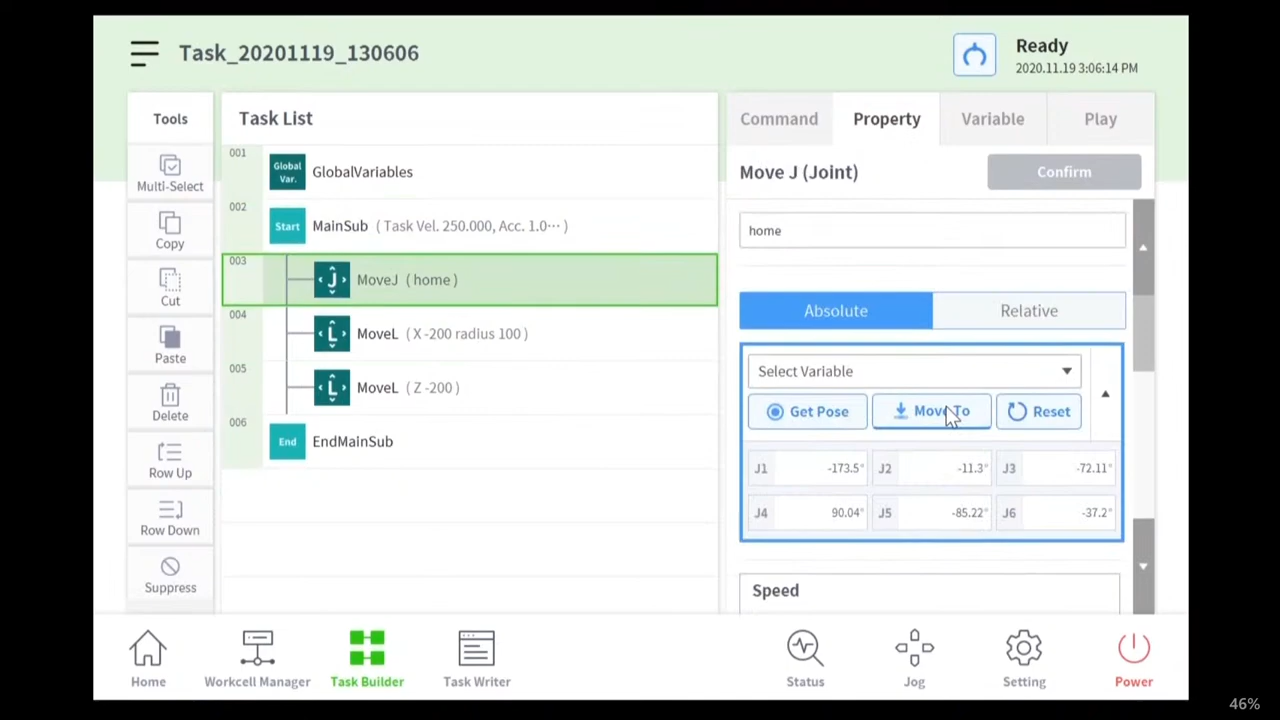 Task_20201119_130606
Ready
2020.11.19 3:06:14 PM
Tools
Multi-Select
Copy
Cut
Paste
Delete
Row Up
Row Down
Suppress
Task List
001
Global Var.
GlobalVariables
002
Start
MainSub ( Task Vel. 250.000, Acc. 1.0··· )
003
J
MoveJ ( home )
004
L
MoveL ( X -200 radius 100 )
005
L
MoveL ( Z -200 )
006
End
EndMainSub
Command
Property
Variable
Play
Move J (Joint)
Confirm
home
Absolute
Relative
Select Variable
Get Pose
Move To
Reset
J1 -173.5°
J2 -11.3°
J3 -72.11°
J4 90.04°
J5 -85.22°
J6 -37.2°
Speed
Home
Workcell Manager
Task Builder
Task Writer
Status
Jog
Setting
Power
46%